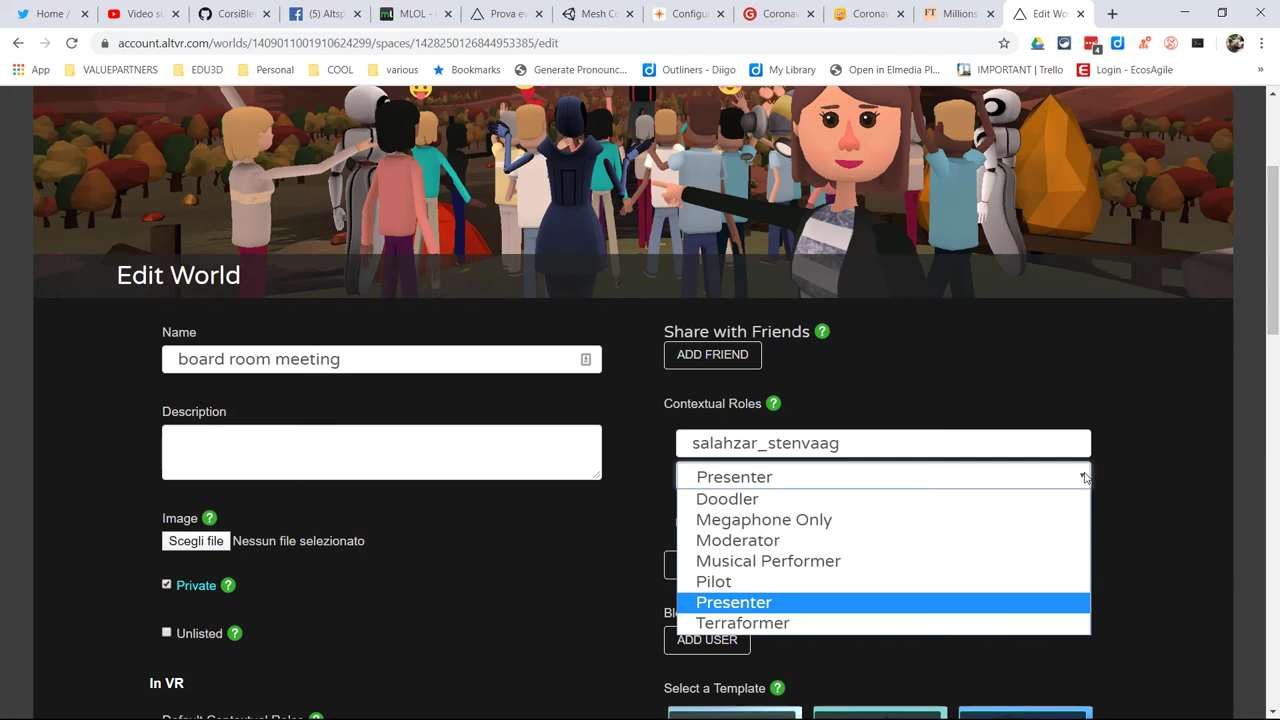 Home /
Video su
CorsiBle
(5) Altsp
MLOL -
Prova ev
Mesh Co
Configu
Coronav
Coronav
Millions
Edit Wo
account.altvr.com/worlds/1409011001910624299/spaces/1428250126844953385/edit
4
App
VALUEPARTNERS
EDU3D
Personal
COOL
various
Bookmarks
Generate Pronounc...
Outliners - Diigo
My Library
Open in Elmedia Pl...
IMPORTANT | Trello
Login - EcosAgile
»
Edit World
Name
board room meeting
Description
Image ?
Scegli file Nessun file selezionato
Private ?
Unlisted ?
In VR
Default Contextual Roles ?
Share with Friends ?
ADD FRIEND
Contextual Roles ?
salahzar_stenvaag
Presenter
Doodler
Megaphone Only
Moderator
Musical Performer
Pilot
Presenter
Terraformer
ADD USER
Select a Template ?